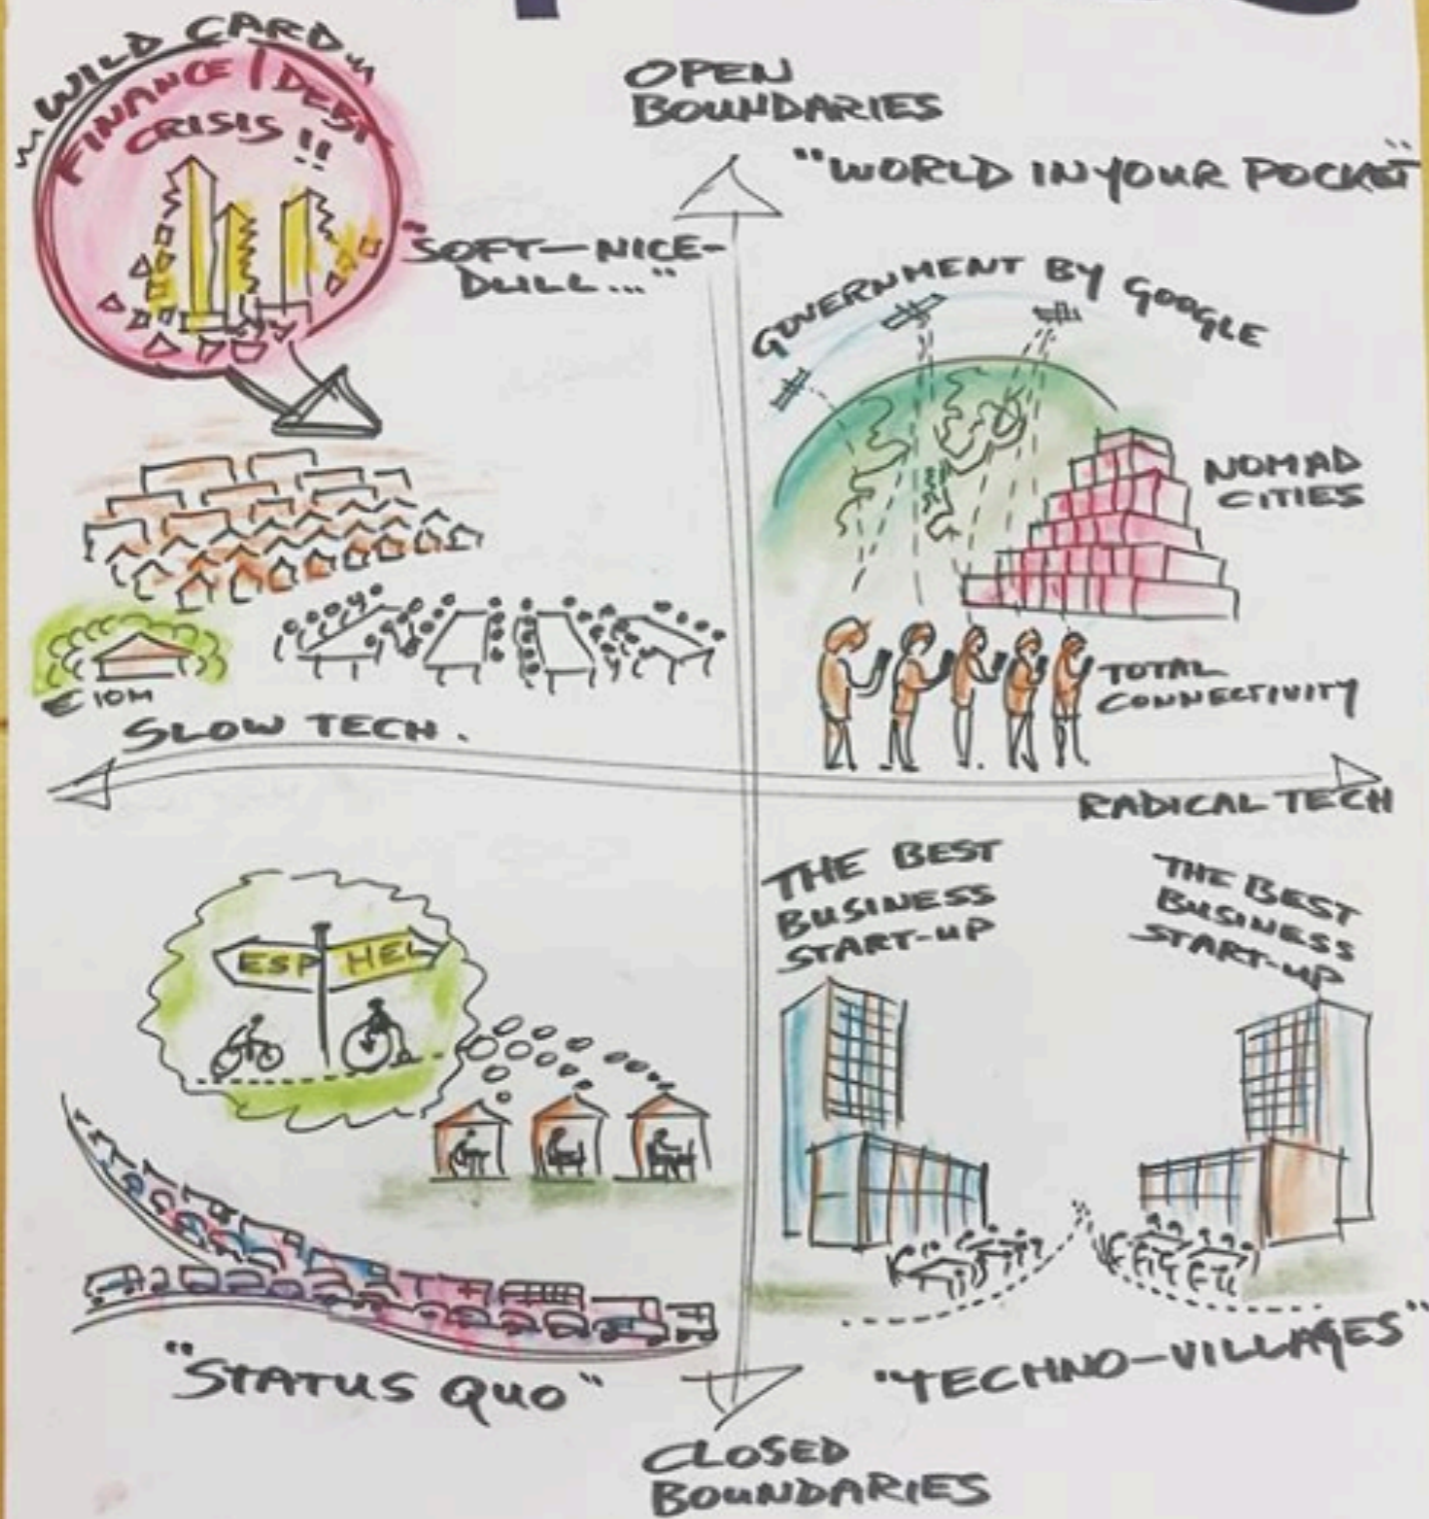 ~WILD CARD~
FINANCE / DEBT
CRISIS !!
OPEN
BOUNDARIES
"WORLD IN YOUR POCKET"
"SOFT-NICE-
DULL..."
GOVERNMENT BY GOOGLE
NOMAD
CITIES
€10M
TOTAL
CONNECTIVITY
SLOW TECH.
RADICAL TECH
THE BEST
BUSINESS
START-UP
THE BEST
BUSINESS
START-UP
ESP HEL
"STATUS QUO"
"TECHNO-VILLAGES"
CLOSED
BOUNDARIES